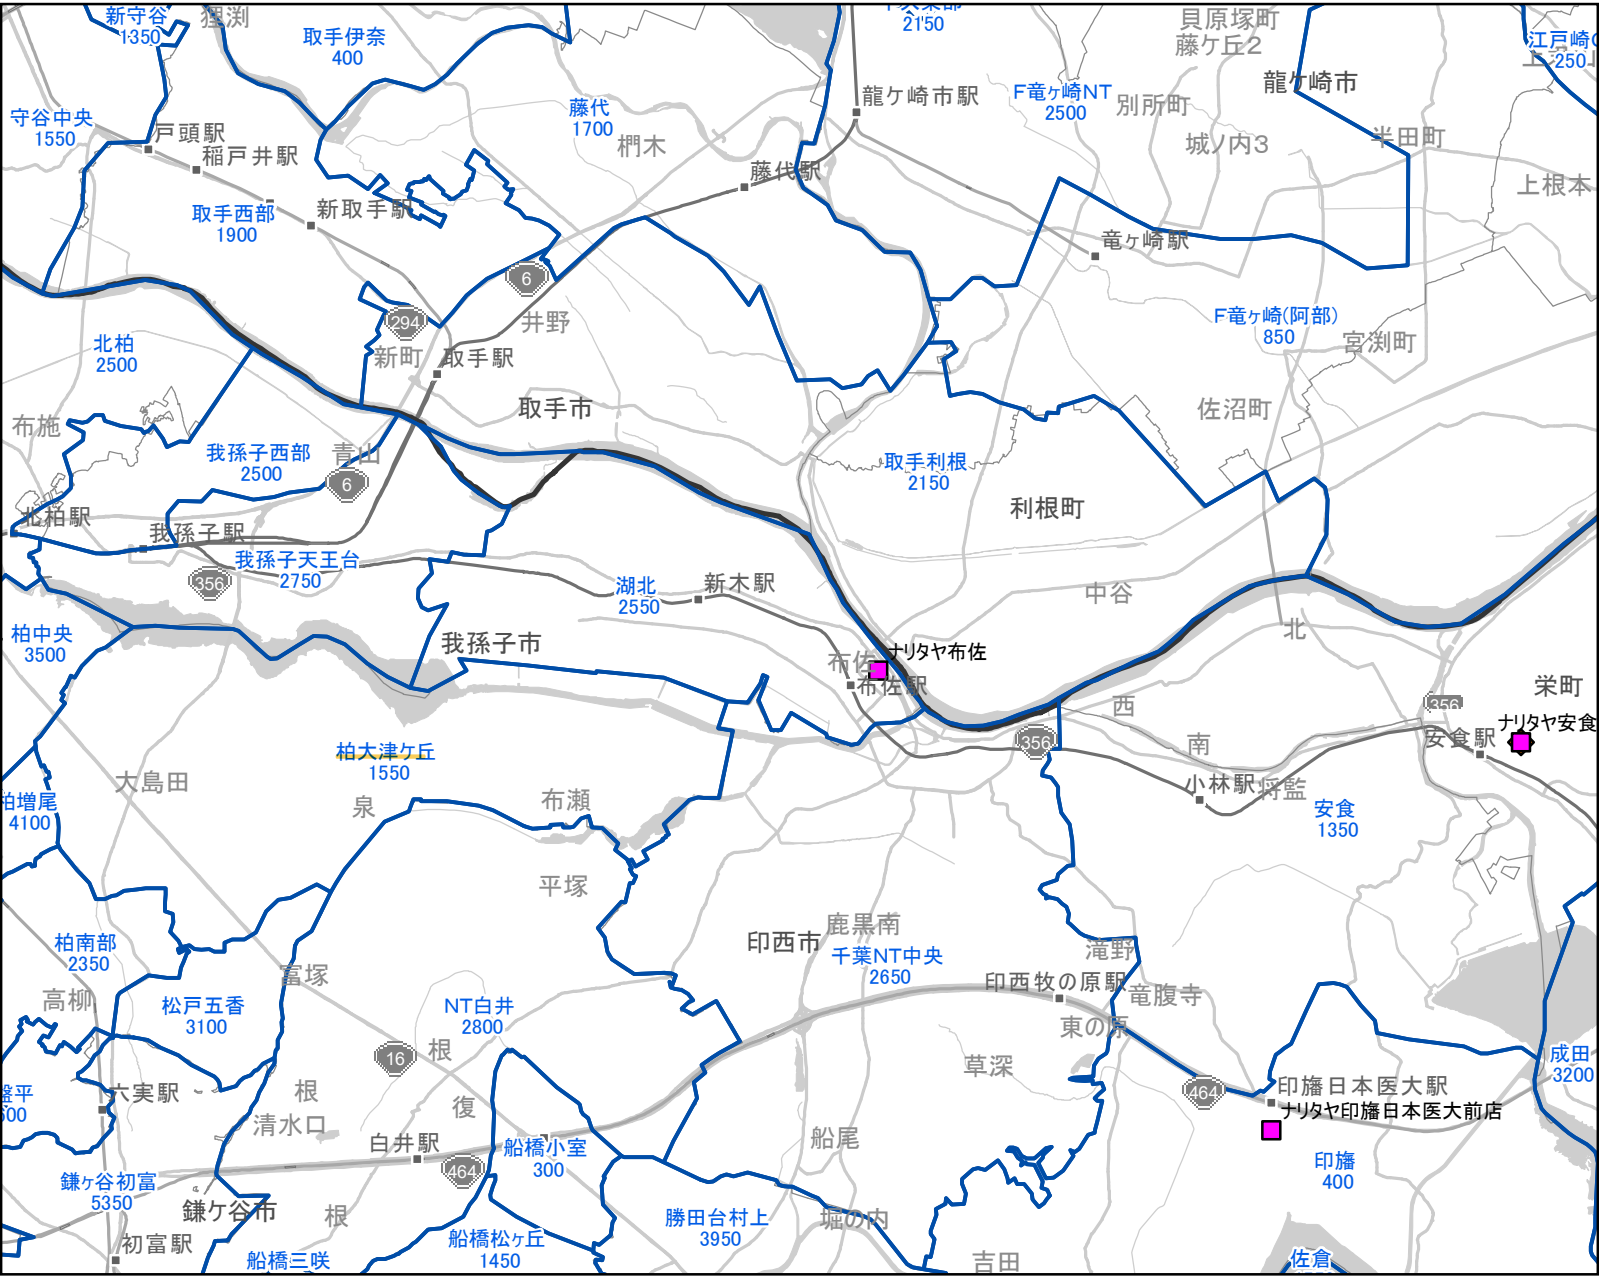 新守谷
1350
狸渕
取手伊奈
400
2150
貝原塚町
藤ケ丘2
江戸崎
250
龍ケ崎市
守谷中央
1550
戸頭駅
稲戸井駅
藤代
1700
椚木
龍ケ崎市駅
F竜ヶ崎NT
2500
別所町
城ノ内3
半田町
上根本
取手西部
1900
新取手駅
藤代駅
竜ヶ崎駅
6
294
井野
新町
取手駅
北柏
2500
F竜ヶ崎(阿部)
850
宮渕町
布施
取手市
佐沼町
我孫子西部
2500
青山
6
取手利根
2150
利根町
北柏駅
我孫子駅
356
我孫子天王台
2750
湖北
2550
新木駅
中谷
北
柏中央
3500
我孫子市
布佐
ナリタヤ布佐
布佐駅
西
356
栄町
ナリタヤ安食
安食駅
南
356
柏大津ケ丘
1550
大島田
泉
布瀬
小林駅
将監
安食
1350
柏増尾
4100
平塚
鹿黒南
印西市
千葉NT中央
2650
滝野
柏南部
2350
高柳
松戸五香
3100
富塚
NT白井
2800
印西牧の原駅
竜腹寺
東の原
16
根
草深
成田
3200
六実駅
根
清水口
復
464
印旛日本医大駅
ナリタヤ印旛日本医大前店
白井駅
464
船橋小室
300
船尾
印旛
400
鎌ヶ谷初富
5350
鎌ケ谷市
根
勝田台村上
3950
堀の内
初富駅
船橋三咲
船橋松ヶ丘
1450
吉田
佐倉